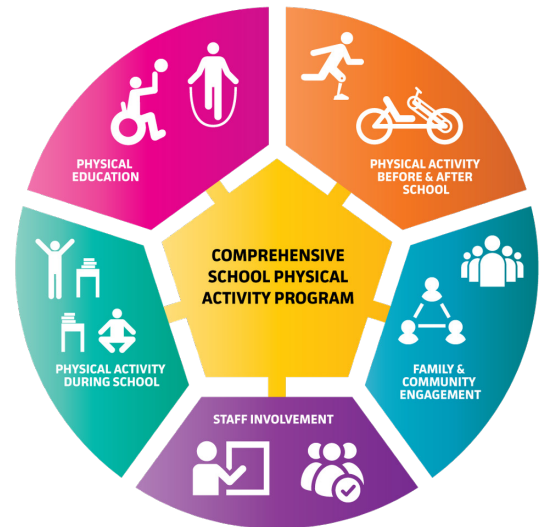 PHYSICAL
EDUCATION
PHYSICAL ACTIVITY
BEFORE & AFTER
SCHOOL
COMPREHENSIVE
SCHOOL PHYSICAL
ACTIVITY PROGRAM
PHYSICAL ACTIVITY
DURING SCHOOL
FAMILY &
COMMUNITY
ENGAGEMENT
STAFF INVOLVEMENT